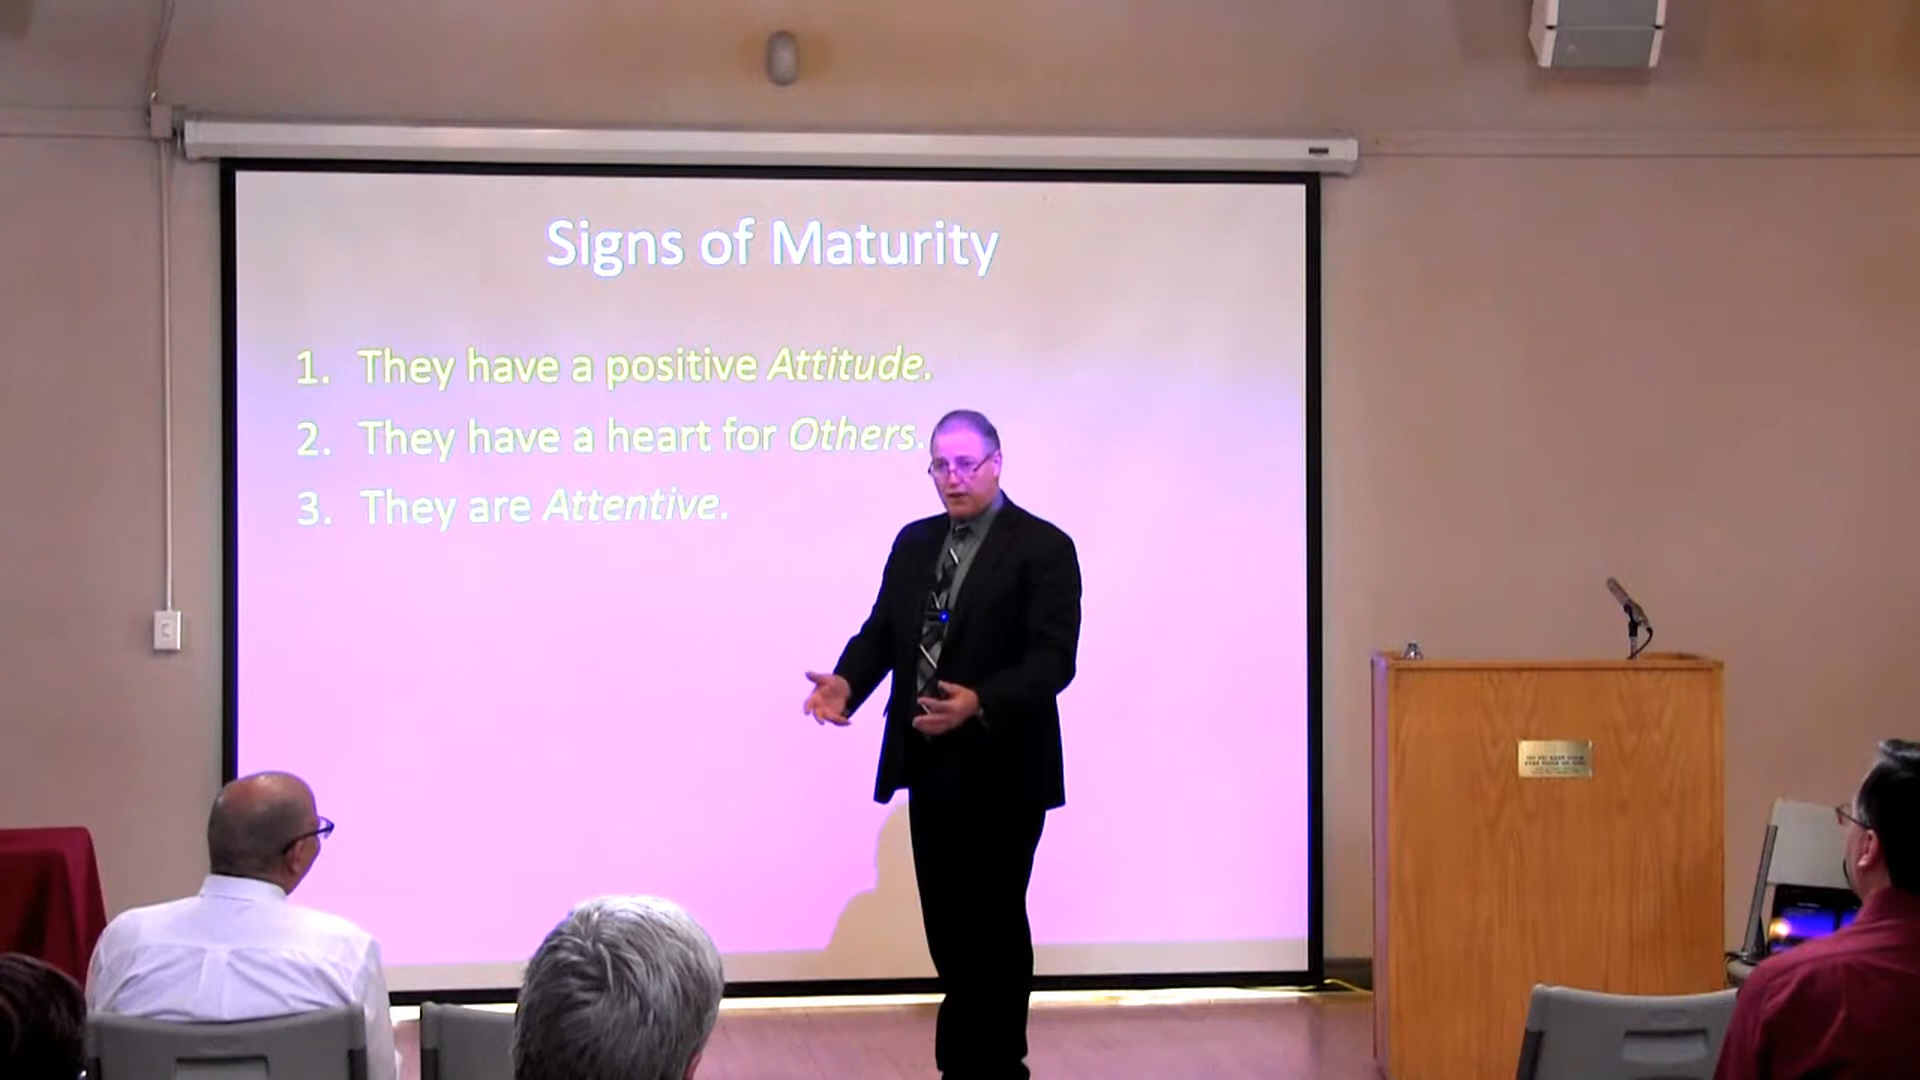 Signs of Maturity
1. They have a positive Attitude.
2. They have a heart for Others.
3. They are Attentive.